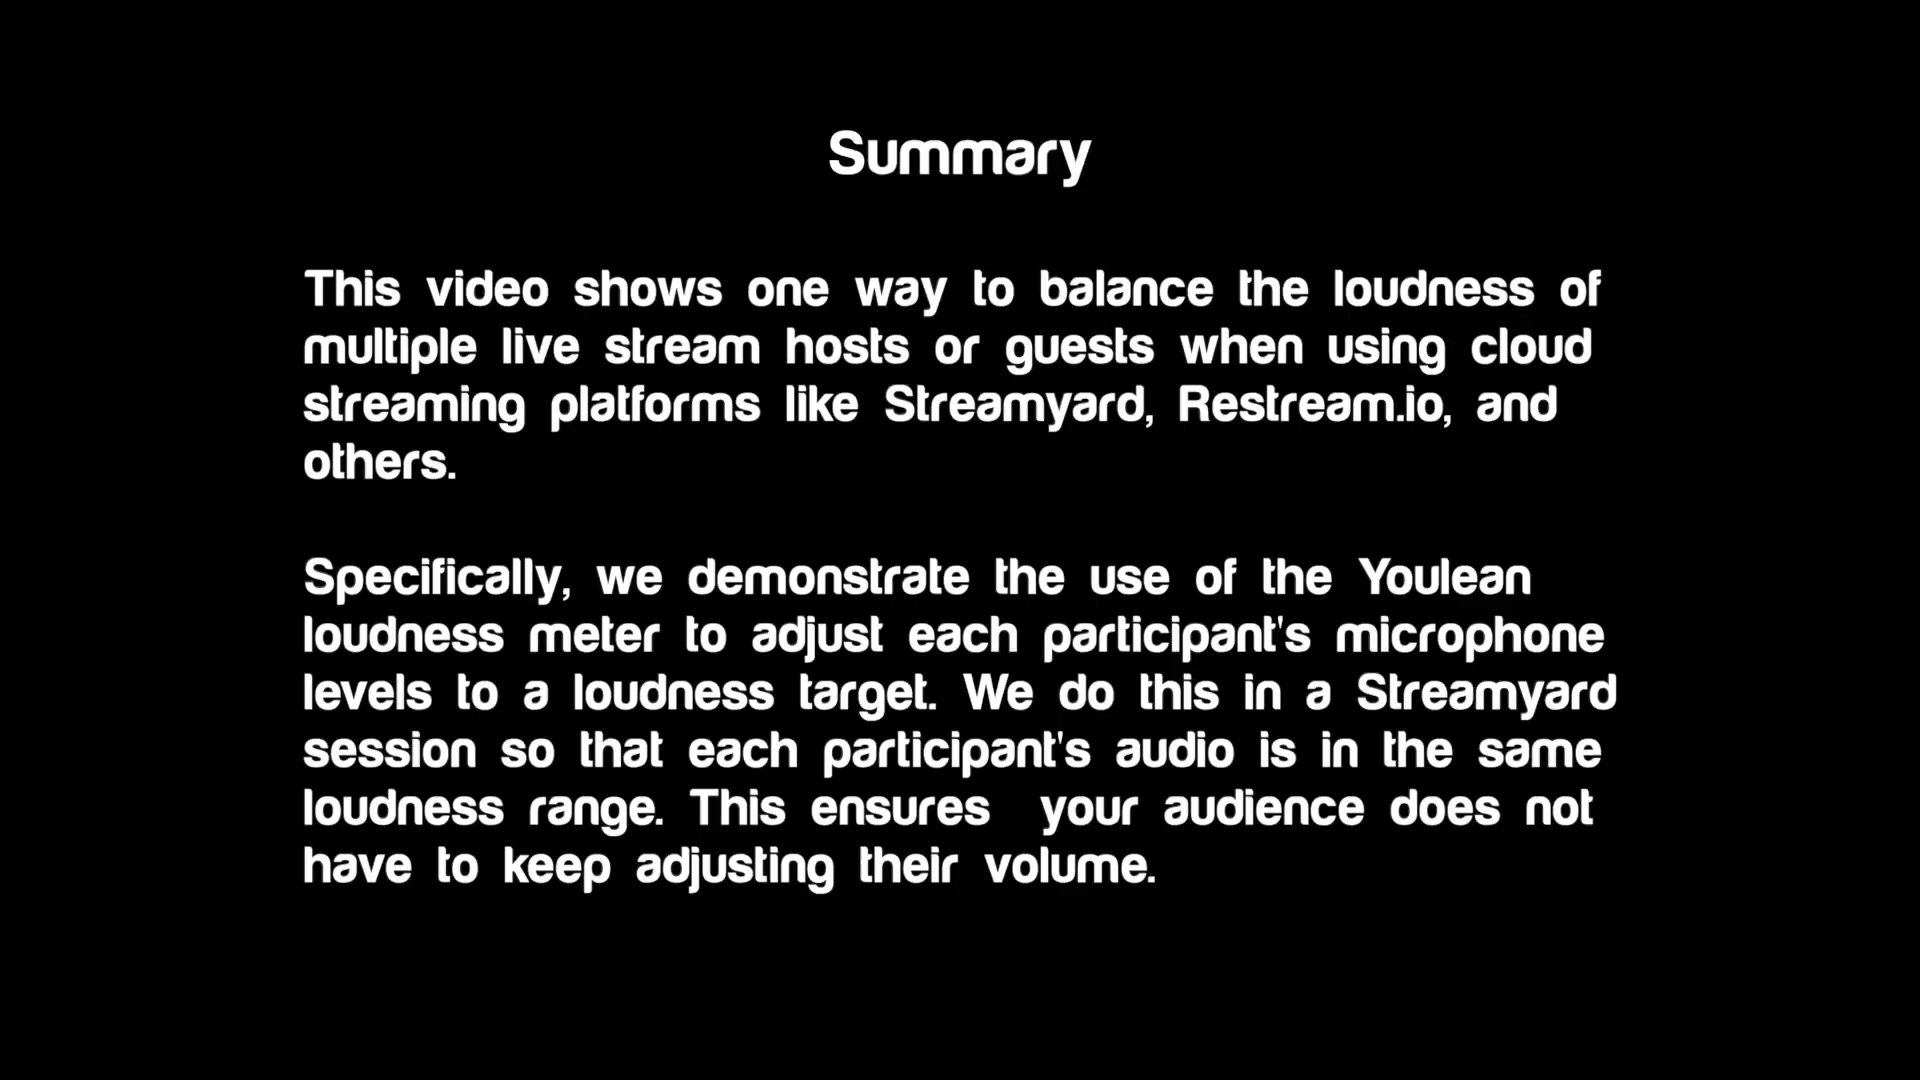 Summary
This video shows one way to balance the loudness of
multiple live stream hosts or guests when using cloud
streaming platforms like Streamyard, Restream.io, and
others.
Specifically, we demonstrate the use of the Youlean
loudness meter to adjust each participant's microphone
levels to a loudness target. We do this in a Streamyard
session so that each participant's audio is in the same
loudness range. This ensures  your audience does not
have to keep adjusting their volume.